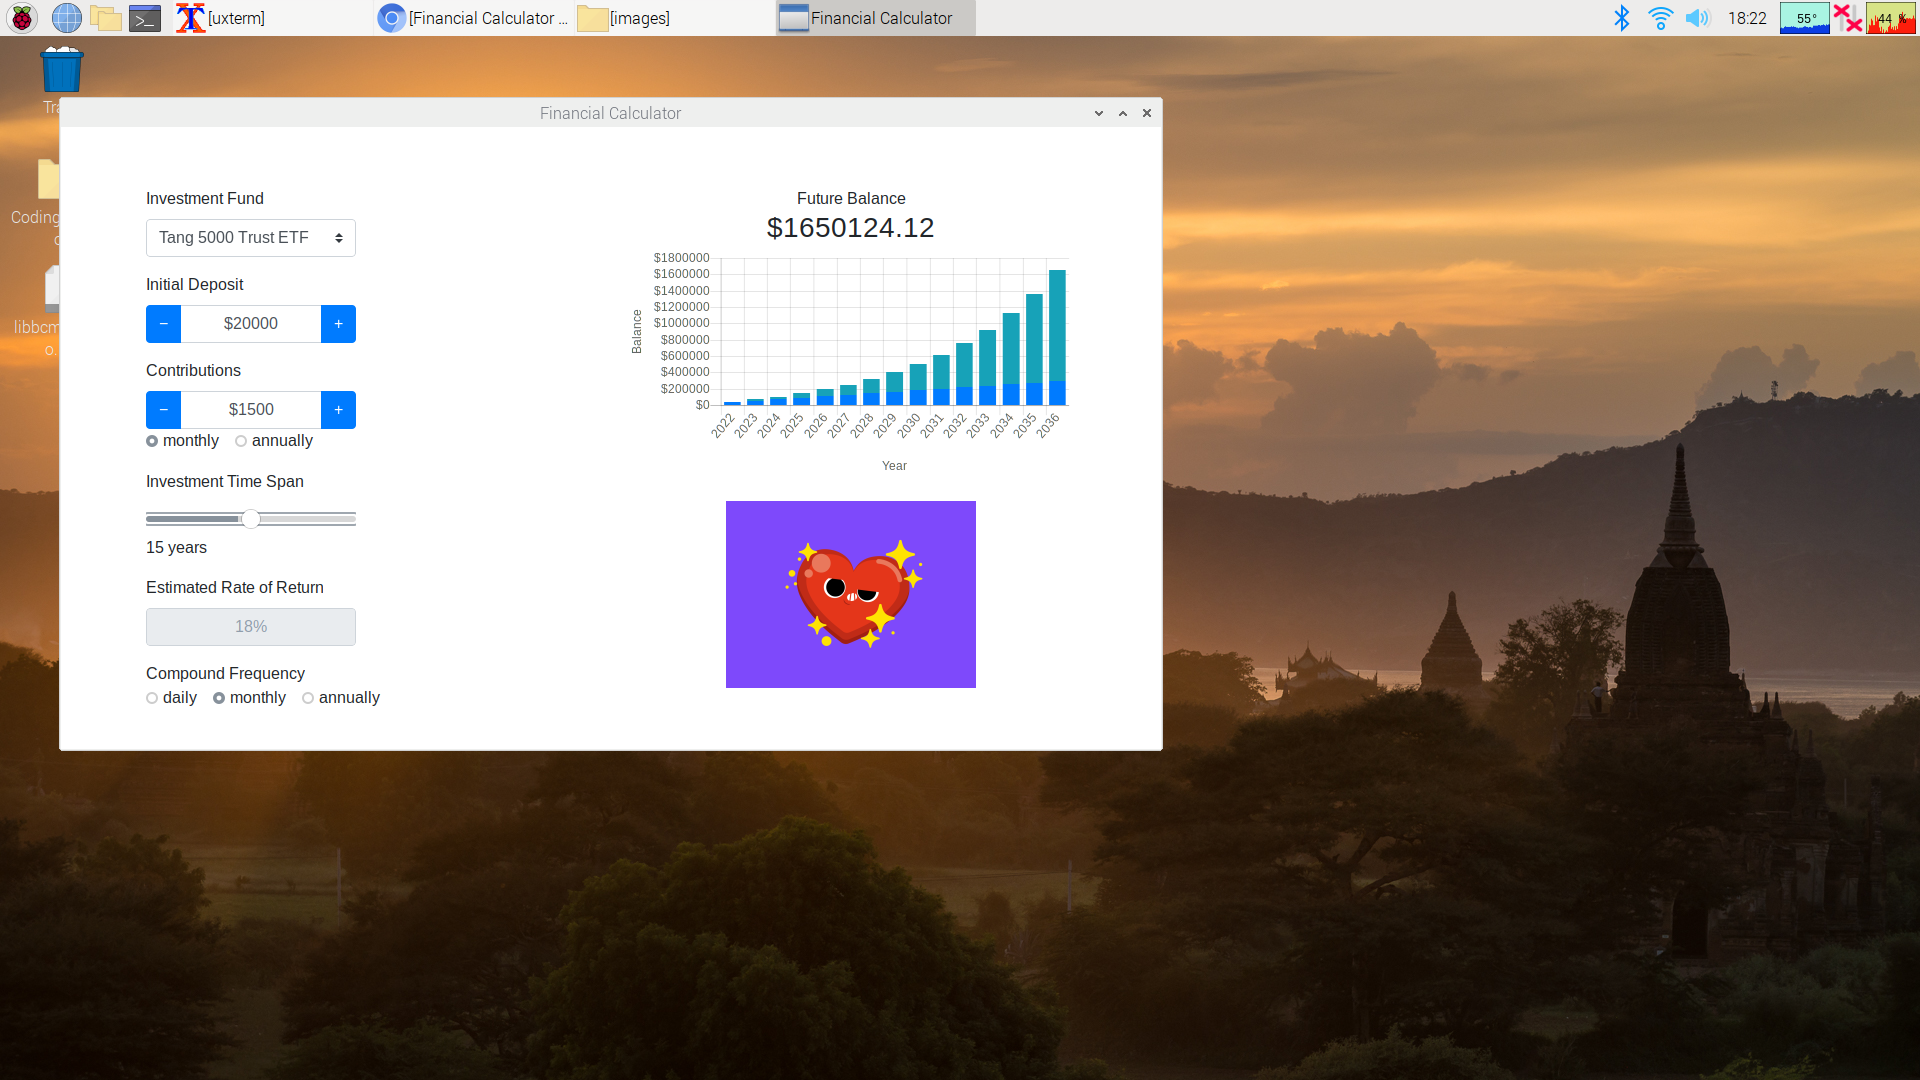 [uxterm]
[Financial Calculator ...
[images]
Financial Calculator
18:22
55°
44 %
Financial Calculator
Investment Fund
Tang 5000 Trust ETF
Initial Deposit
− $20000 +
Contributions
− $1500 +
monthly annually
Investment Time Span
15 years
Estimated Rate of Return
18%
Compound Frequency
daily monthly annually
Future Balance
$1650124.12
$1800000
$1600000
$1400000
$1200000
$1000000
$800000
$600000
$400000
$200000
$0
Balance
2022 2023 2024 2025 2026 2027 2028 2029 2030 2031 2032 2033 2034 2035 2036
Year
Coding
libbcm
o.